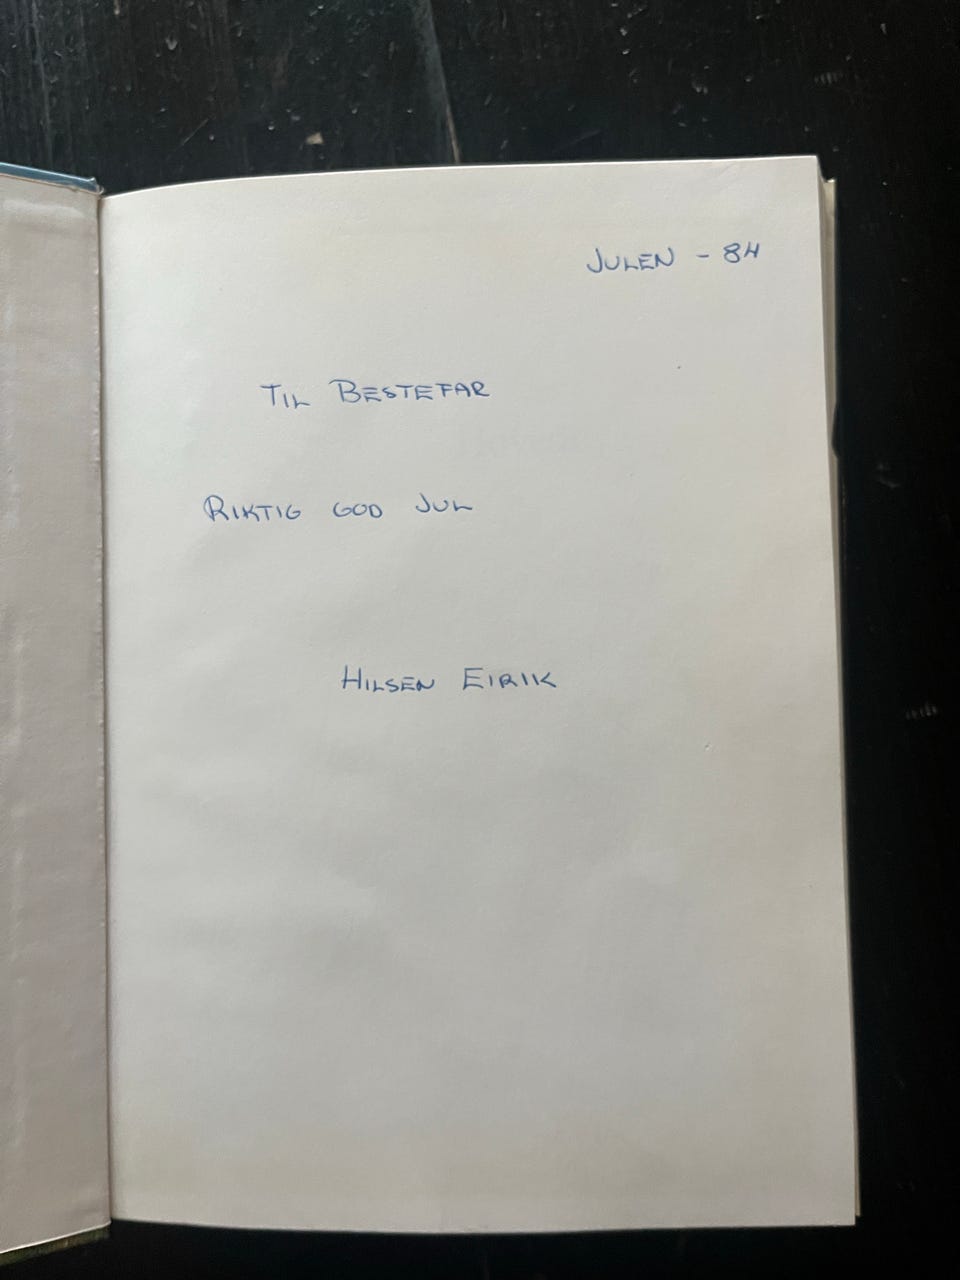 JULEN - 84
TIL BESTEFAR
RIKTIG GOD JUL
HILSEN EIRIK